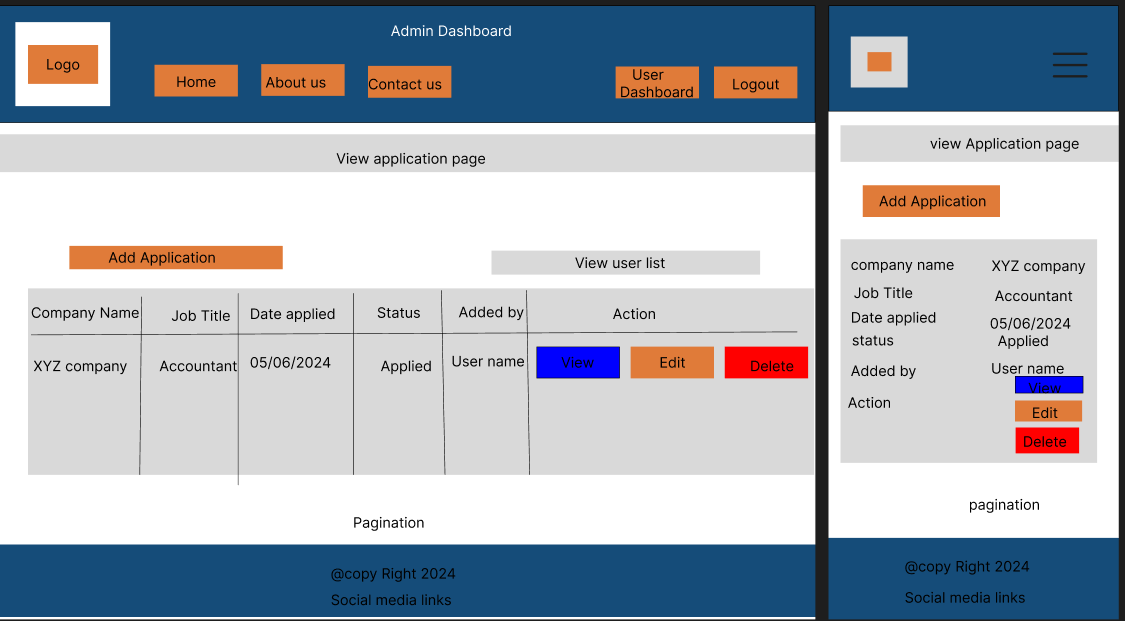 Admin Dashboard
Logo
Home
About us
Contact us
User
Dashboard
Logout
View application page
Add Application
View user list
Company Name
Job Title
Date applied
Status
Added by
Action
XYZ company
Accountant
05/06/2024
Applied
User name
View
Edit
Delete
Pagination
@copy Right 2024
Social media links
view Application page
Add Application
company name
XYZ company
Job Title
Accountant
Date applied
05/06/2024
status
Applied
Added by
User name
Action
View
Edit
Delete
pagination
@copy Right 2024
Social media links